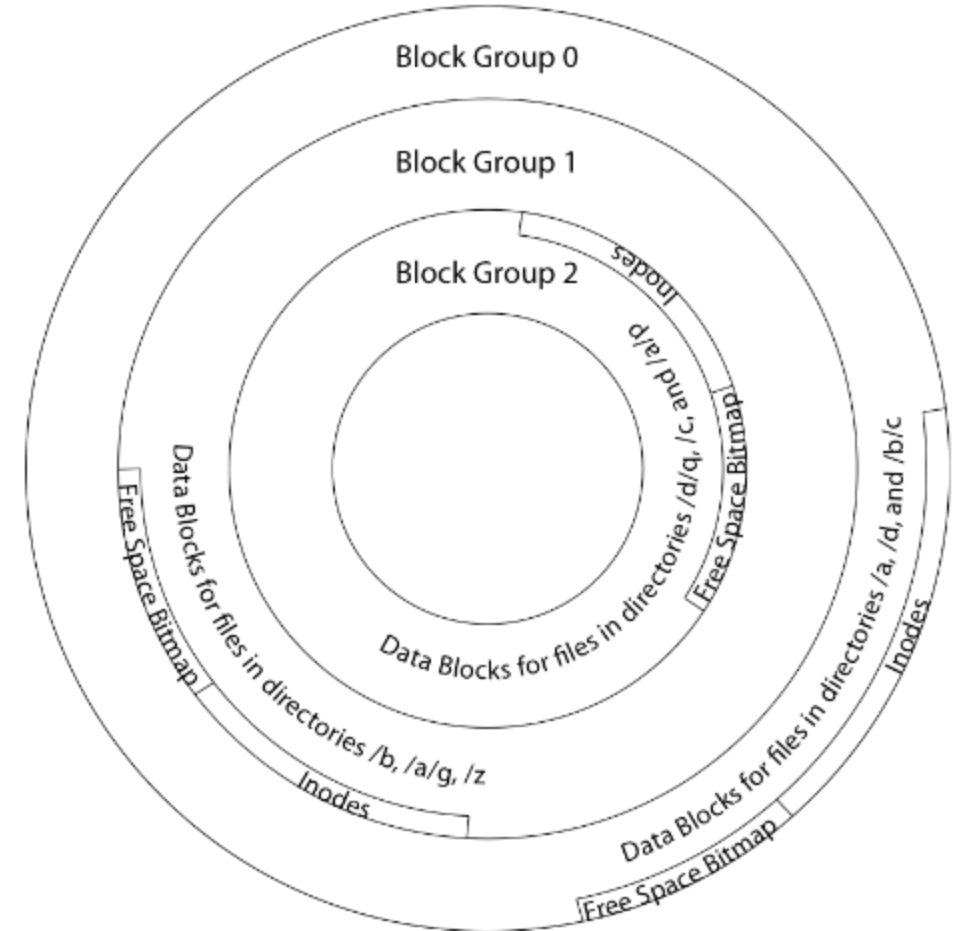 Block Group 0
Block Group 1
Block Group 2
Inodes
Free Space Bitmap
Data Blocks for files in directories /d/q, /c, and /a/p
Free Space Bitmap
Inodes
Data Blocks for files in directories /b, /a/g, /z
Data Blocks for files in directories /a, /d, and /b/c
Inodes
Free Space Bitmap